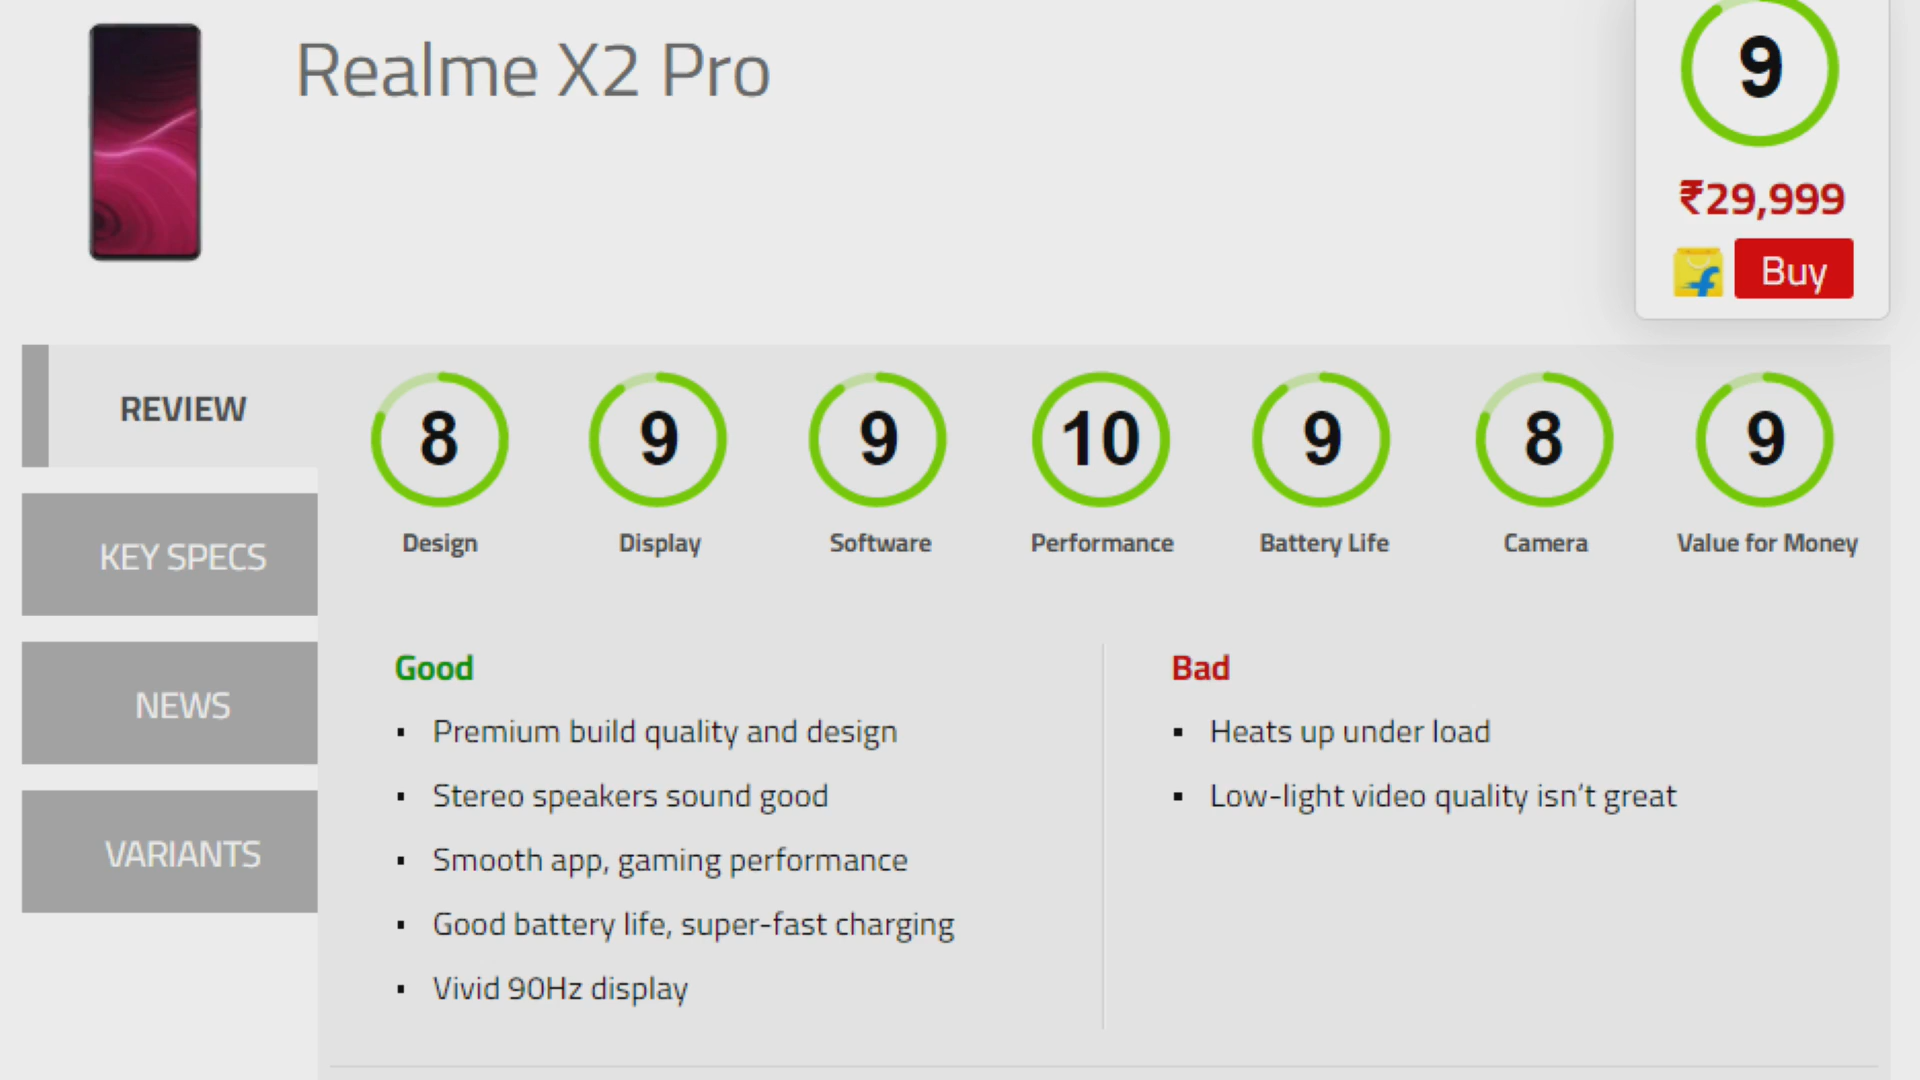 Realme X2 Pro
9
₹29,999
Buy
REVIEW
KEY SPECS
NEWS
VARIANTS
8
9
9
10
9
8
9
Design
Display
Software
Performance
Battery Life
Camera
Value for Money
Good
Premium build quality and design
Stereo speakers sound good
Smooth app, gaming performance
Good battery life, super-fast charging
Vivid 90Hz display
Bad
Heats up under load
Low-light video quality isn’t great